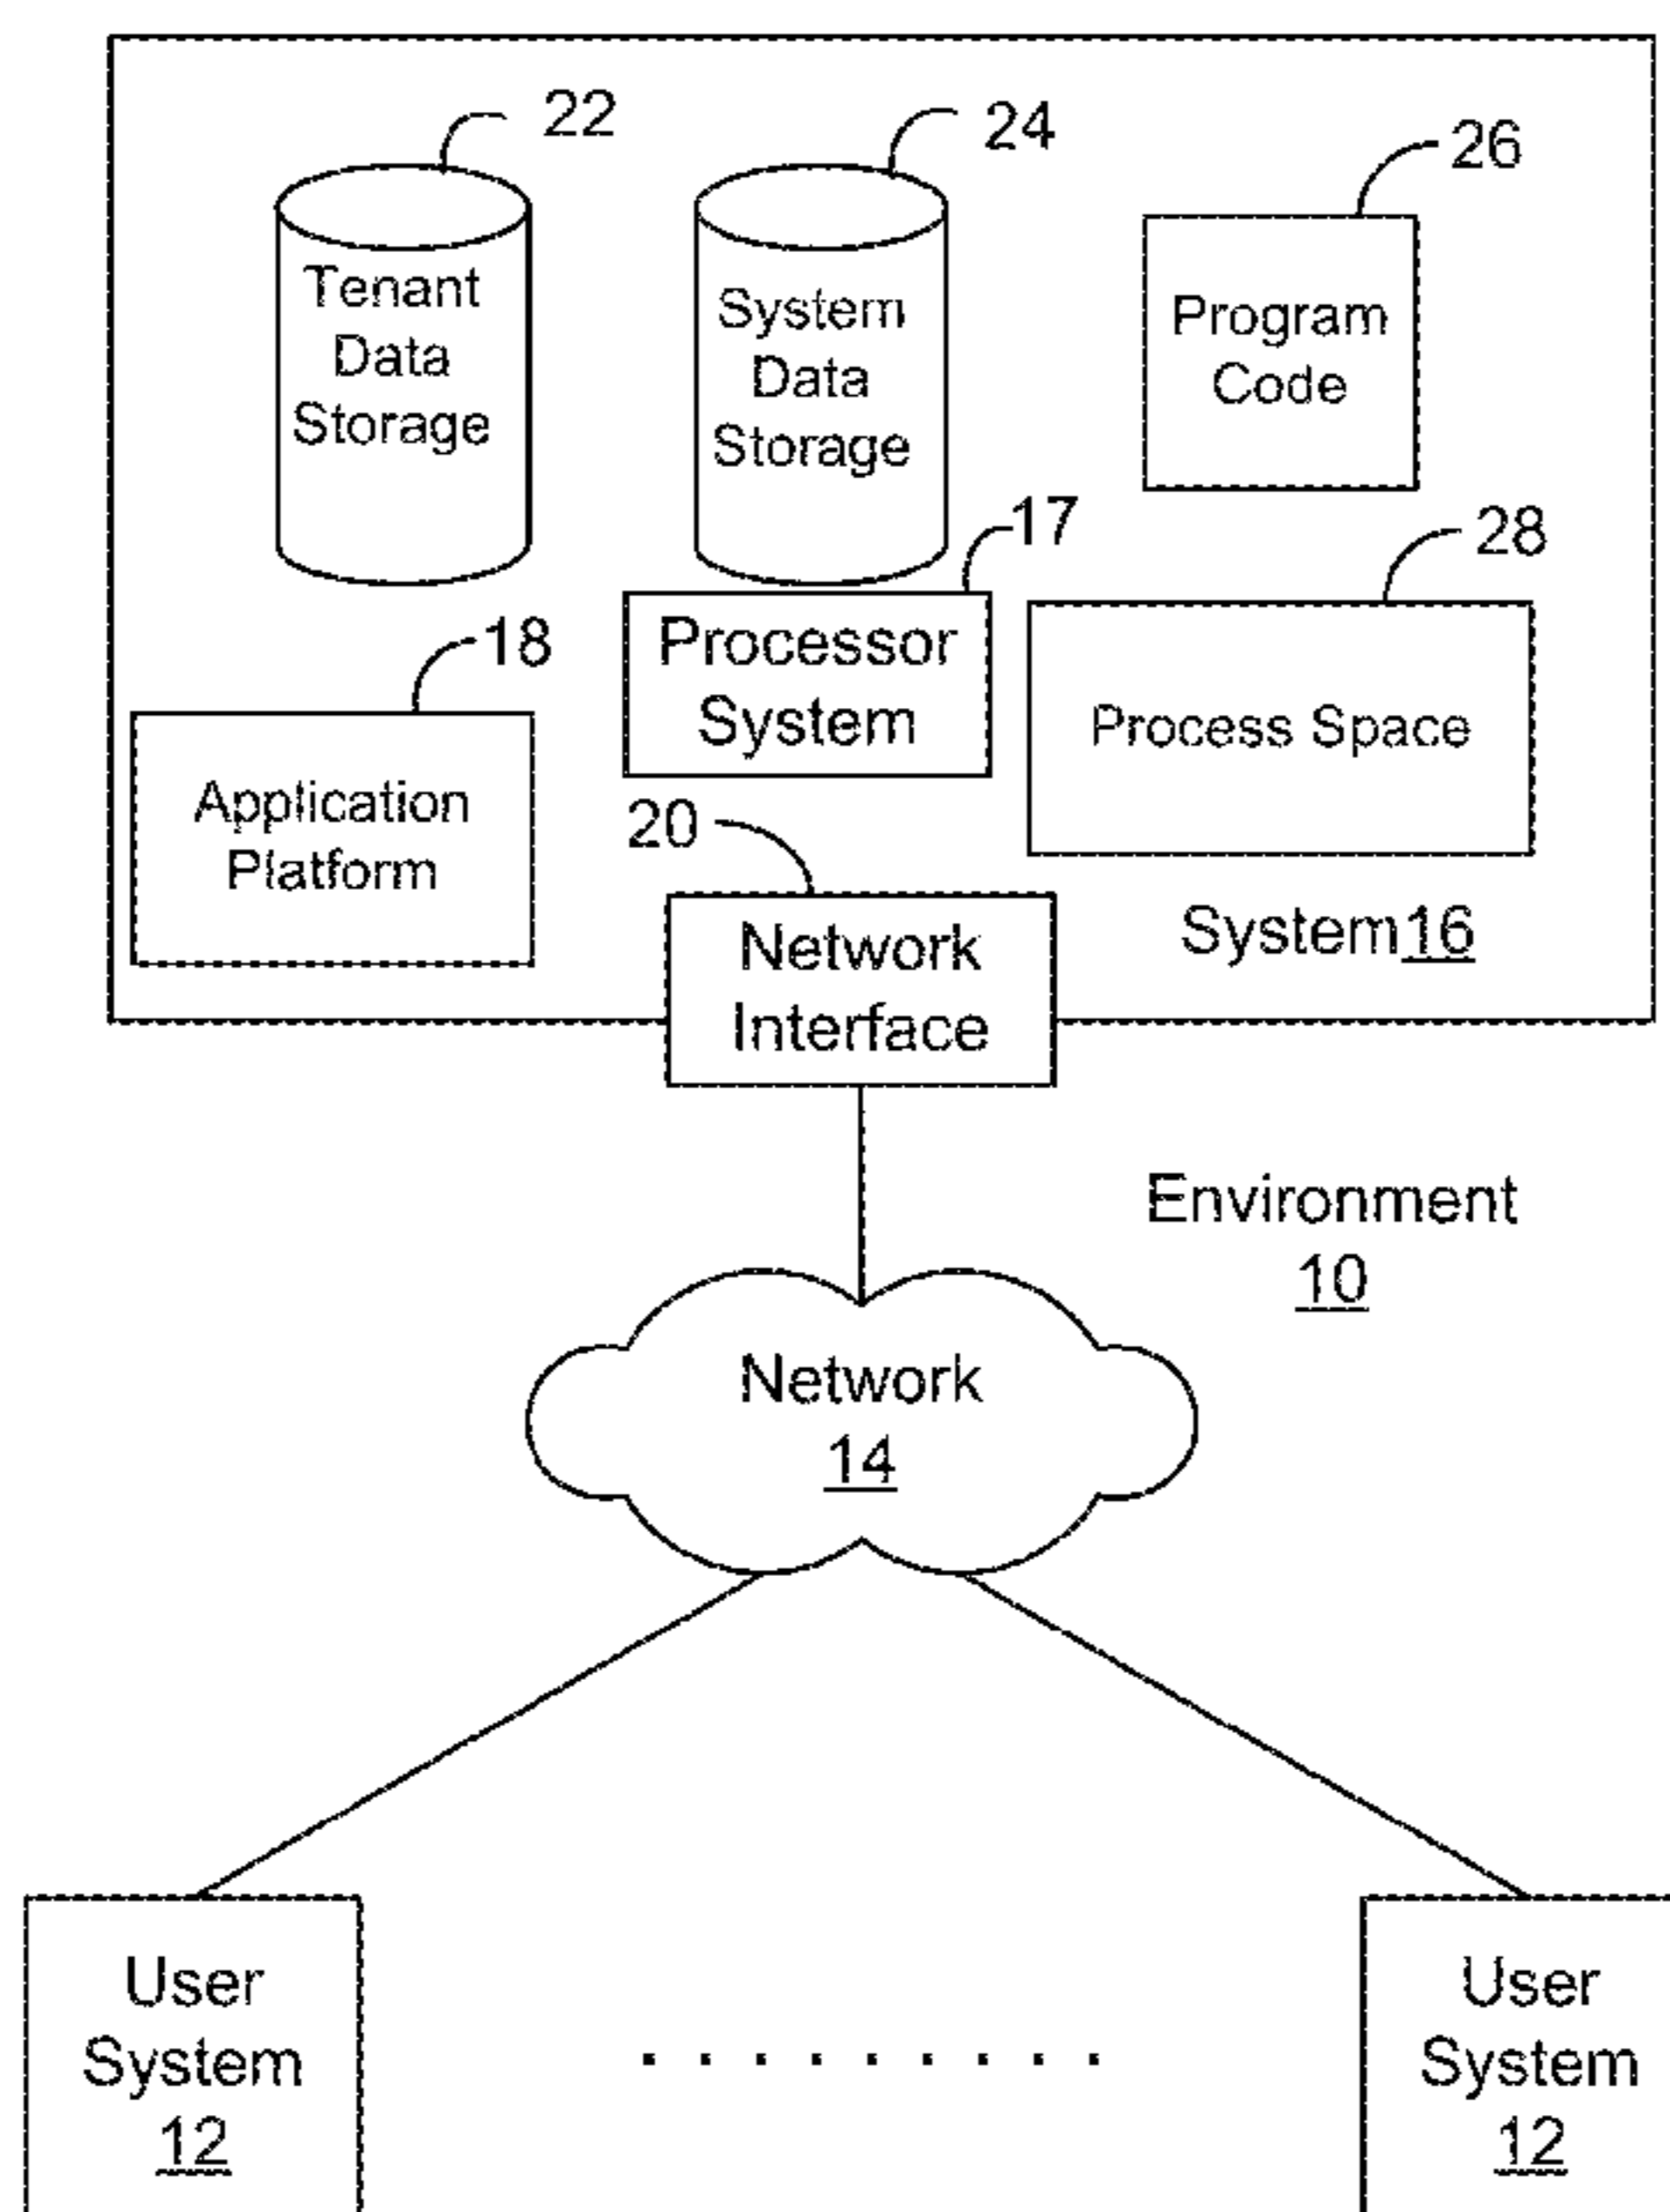 22
24
26
Tenant
Data
Storage
System
Data
Storage
Program
Code
17
28
18
Processor
System
Process Space
Application
Platform
20
Network
Interface
System16
Environment
10
Network
14
User
System
12
.........
User
System
12